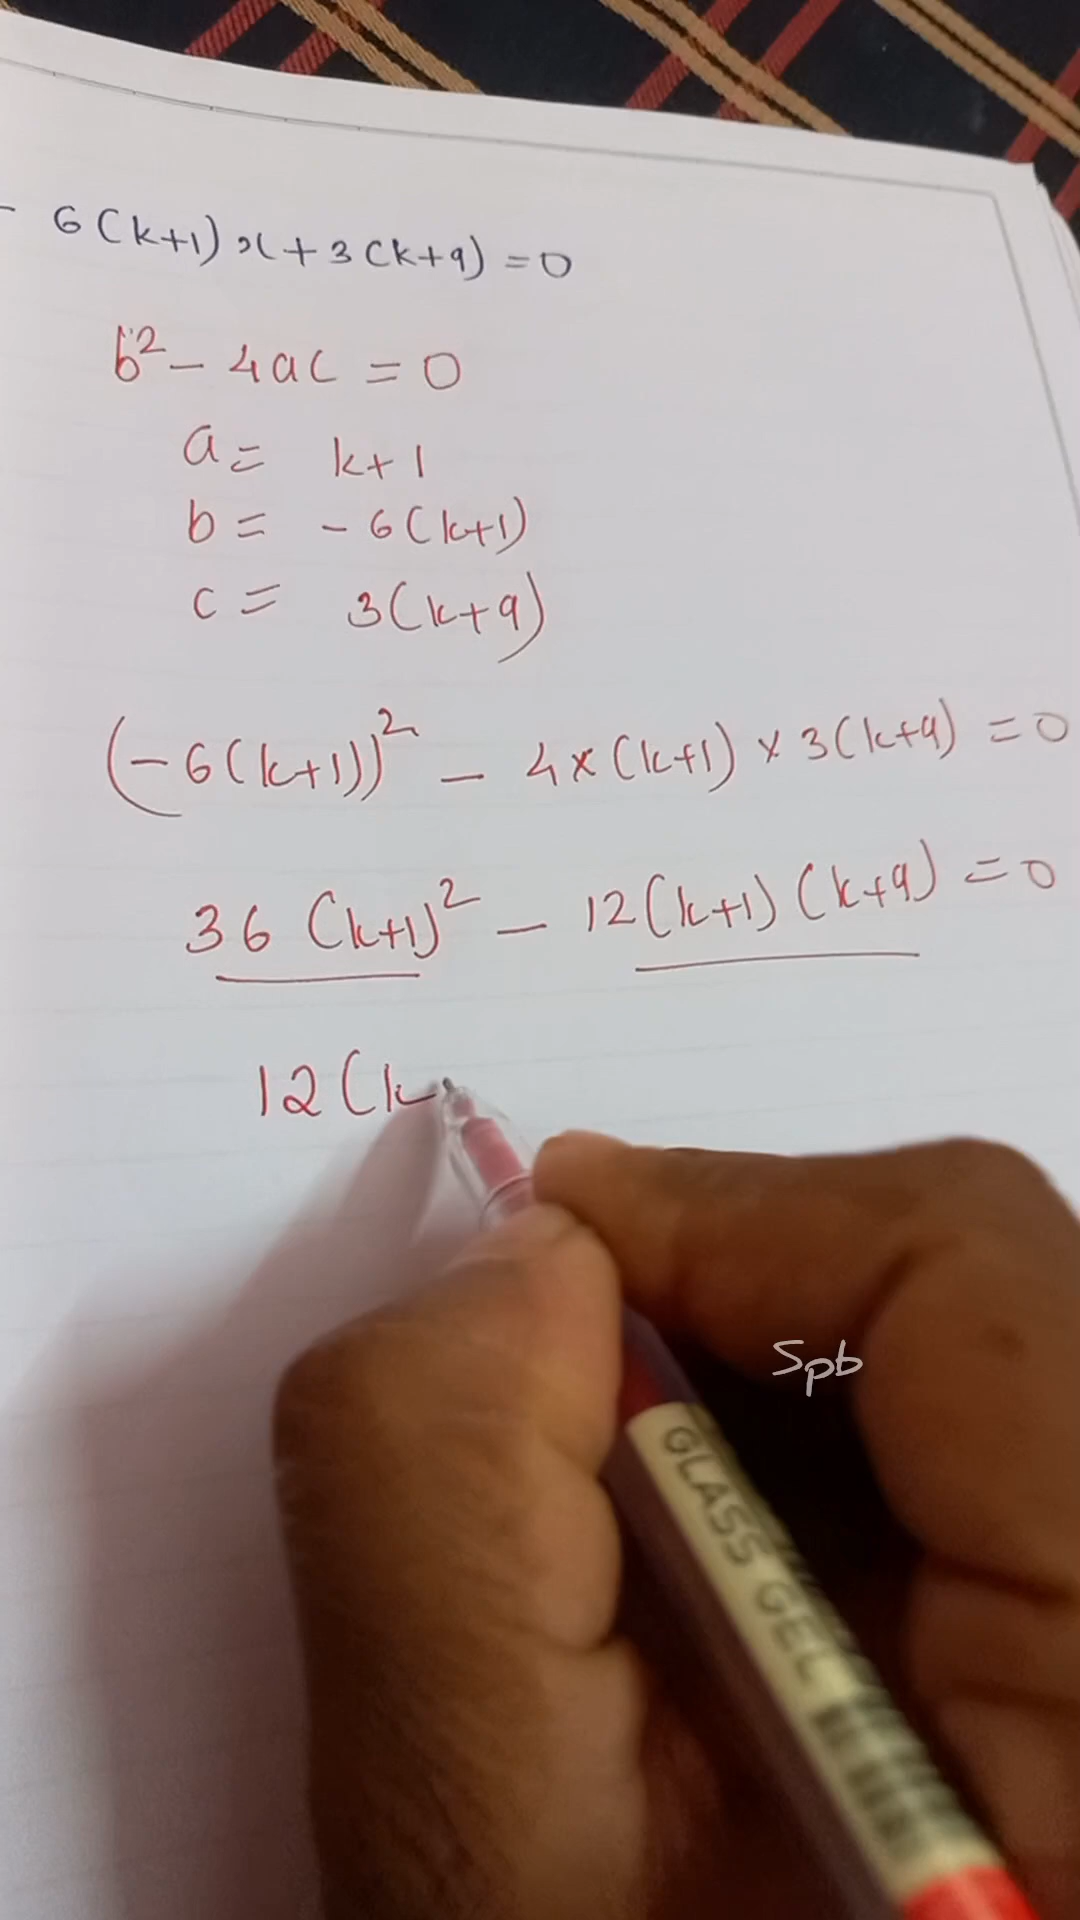 - 6(k+1)x+3(k+9)=0
b²- 4ac = 0
a= k+1
b= -6(k+1)
c= 3(k+9)
(-6(k+1))² - 4×(k+1)×3(k+9)=0
36(k+1)² - 12(k+1)(k+9)=0
12(k
Spb
GLASS GEL